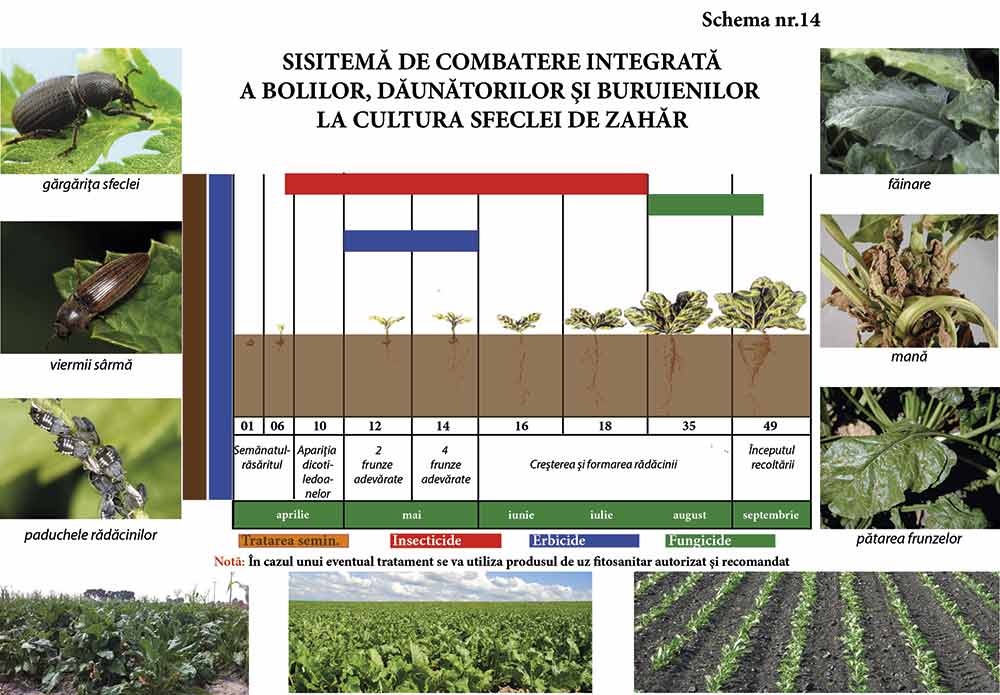 Schema nr.14
SISITEMĂ DE COMBATERE INTEGRATĂ
A BOLILOR, DĂUNĂTORILOR ŞI BURUIENILOR
LA CULTURA SFECLEI DE ZAHĂR
gărgăriţa sfeclei
făinare
viermii sârmă
mană
paduchele rădăcinilor
pătarea frunzelor
01 06 10 12 14 16 18 35 49
Semănatul-
răsăritul
Apariţia
dicoti-
ledoa-
nelor
2
frunze
adevărate
4
frunze
adevărate
Creşterea şi formarea rădăcinii
Începutul
recoltării
aprilie mai iunie iulie august septembrie
Tratarea semin. Insecticide Erbicide Fungicide
Notă: În cazul unui eventual tratament se va utiliza produsul de uz fitosanitar autorizat şi recomandat